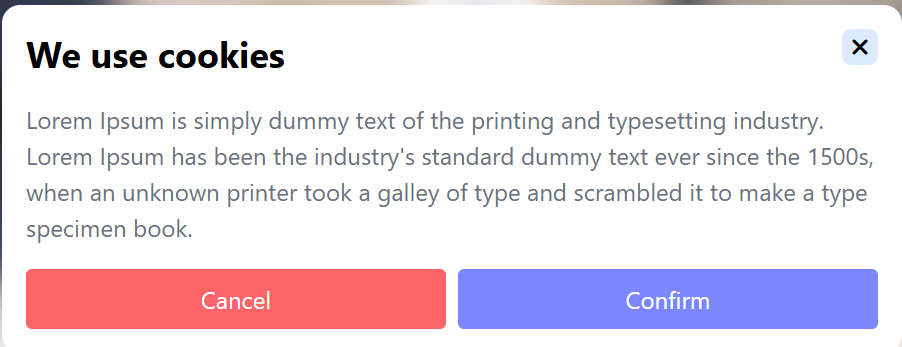 We use cookies
Lorem Ipsum is simply dummy text of the printing and typesetting industry.
Lorem Ipsum has been the industry's standard dummy text ever since the 1500s,
when an unknown printer took a galley of type and scrambled it to make a type
specimen book.
Cancel
Confirm